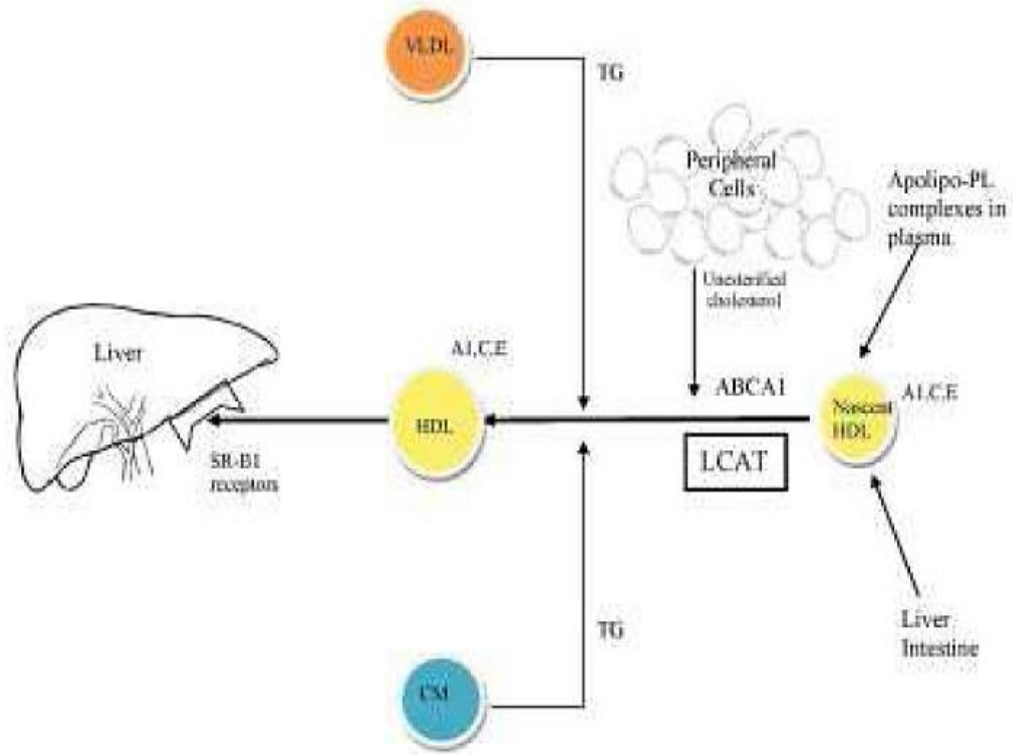 VLDL
TG
Peripheral
Cells
Apolipo-PL
complexes in
plasma
Unesterified
cholesterol
Liver
A1,C,E
ABCA1
A1,C,E
Nascent
HDL
HDL
LCAT
SR-B1
receptors
TG
Liver
Intestine
CM